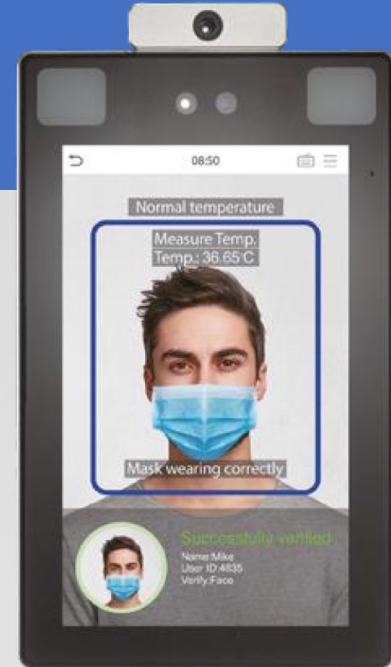 08:50
Normal temperature
Measure Temp.
Temp.: 36.65 C
Mask wearing correctly
Successfully verified
Name:Mike
User ID:4835
Verify:Face